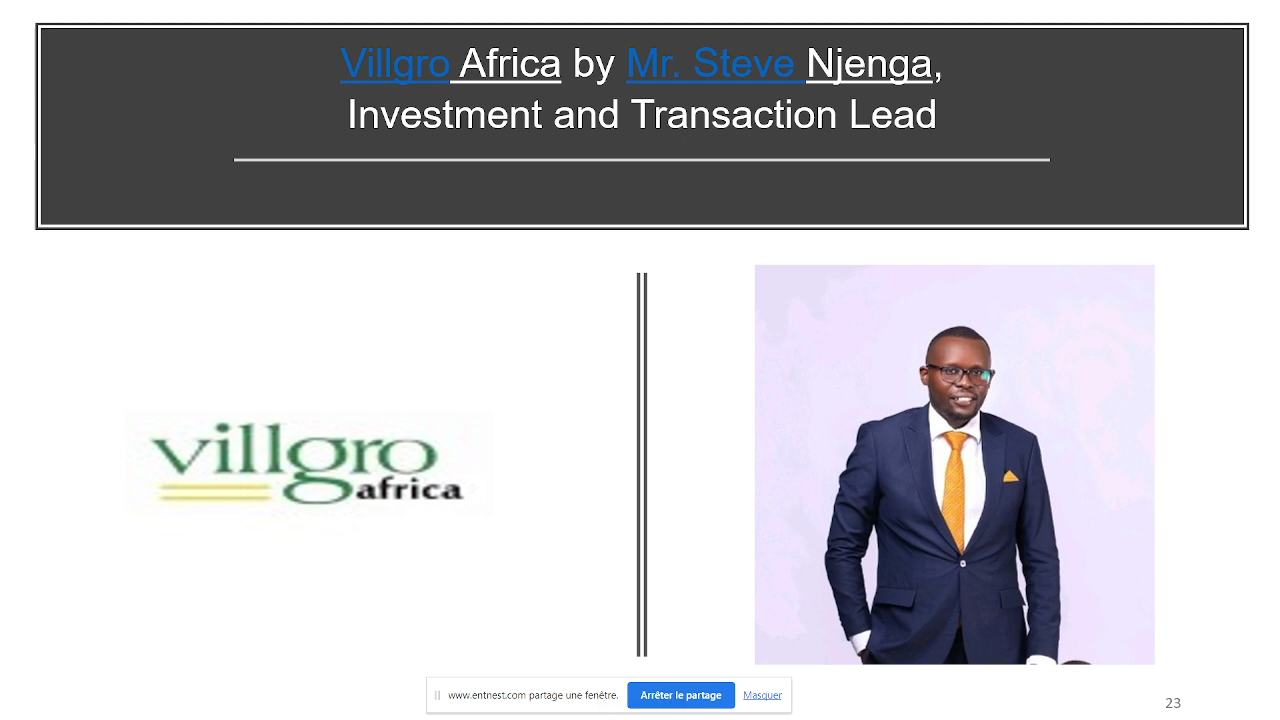 Villgro Africa by Mr. Steve Njenga,
Investment and Transaction Lead
villgro
africa
www.entnest.com partage une fenêtre. Arrêter le partage Masquer
23